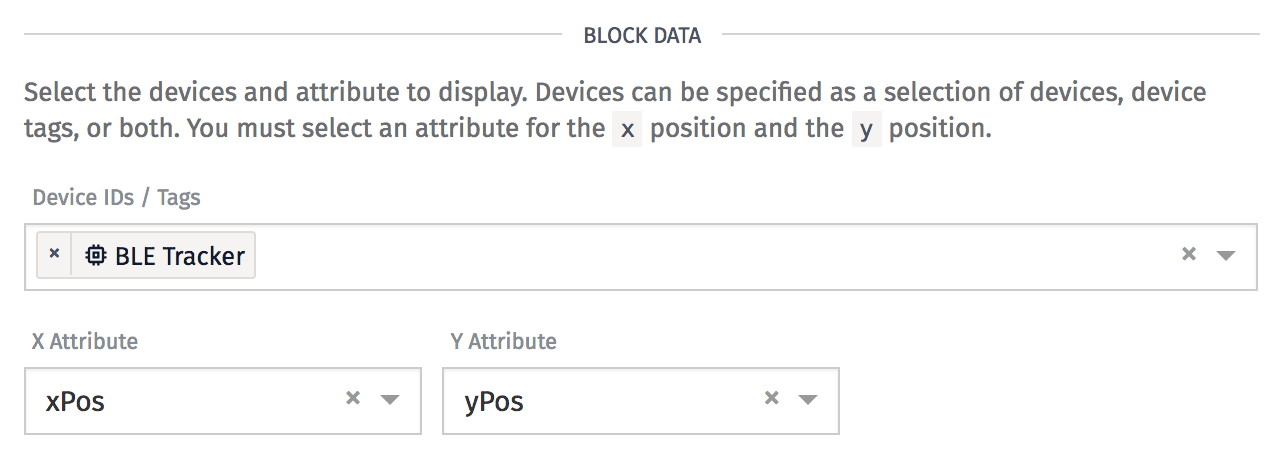 BLOCK DATA
Select the devices and attribute to display. Devices can be specified as a selection of devices, device
tags, or both. You must select an attribute for the x position and the y position.
Device IDs / Tags
× BLE Tracker ×
X Attribute Y Attribute
xPos × yPos ×